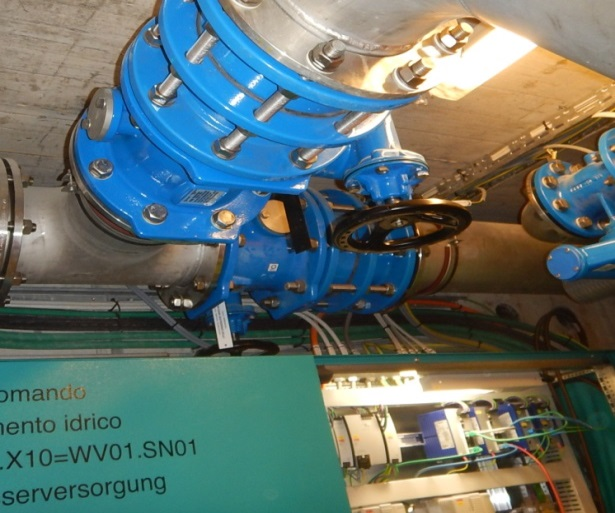 omando
mento idrico
.X10=WV01.SN01
serversorgung